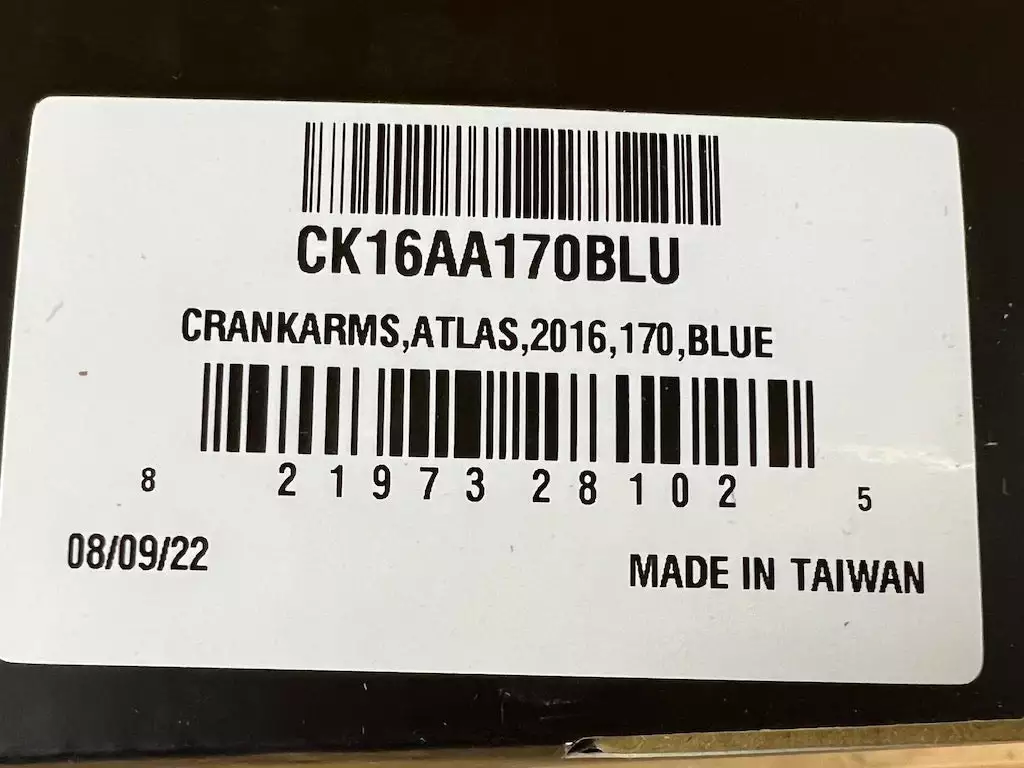 CK16AA170BLU
CRANKARMS,ATLAS,2016,170,BLUE
8 21973 28102 5
08/09/22
MADE IN TAIWAN